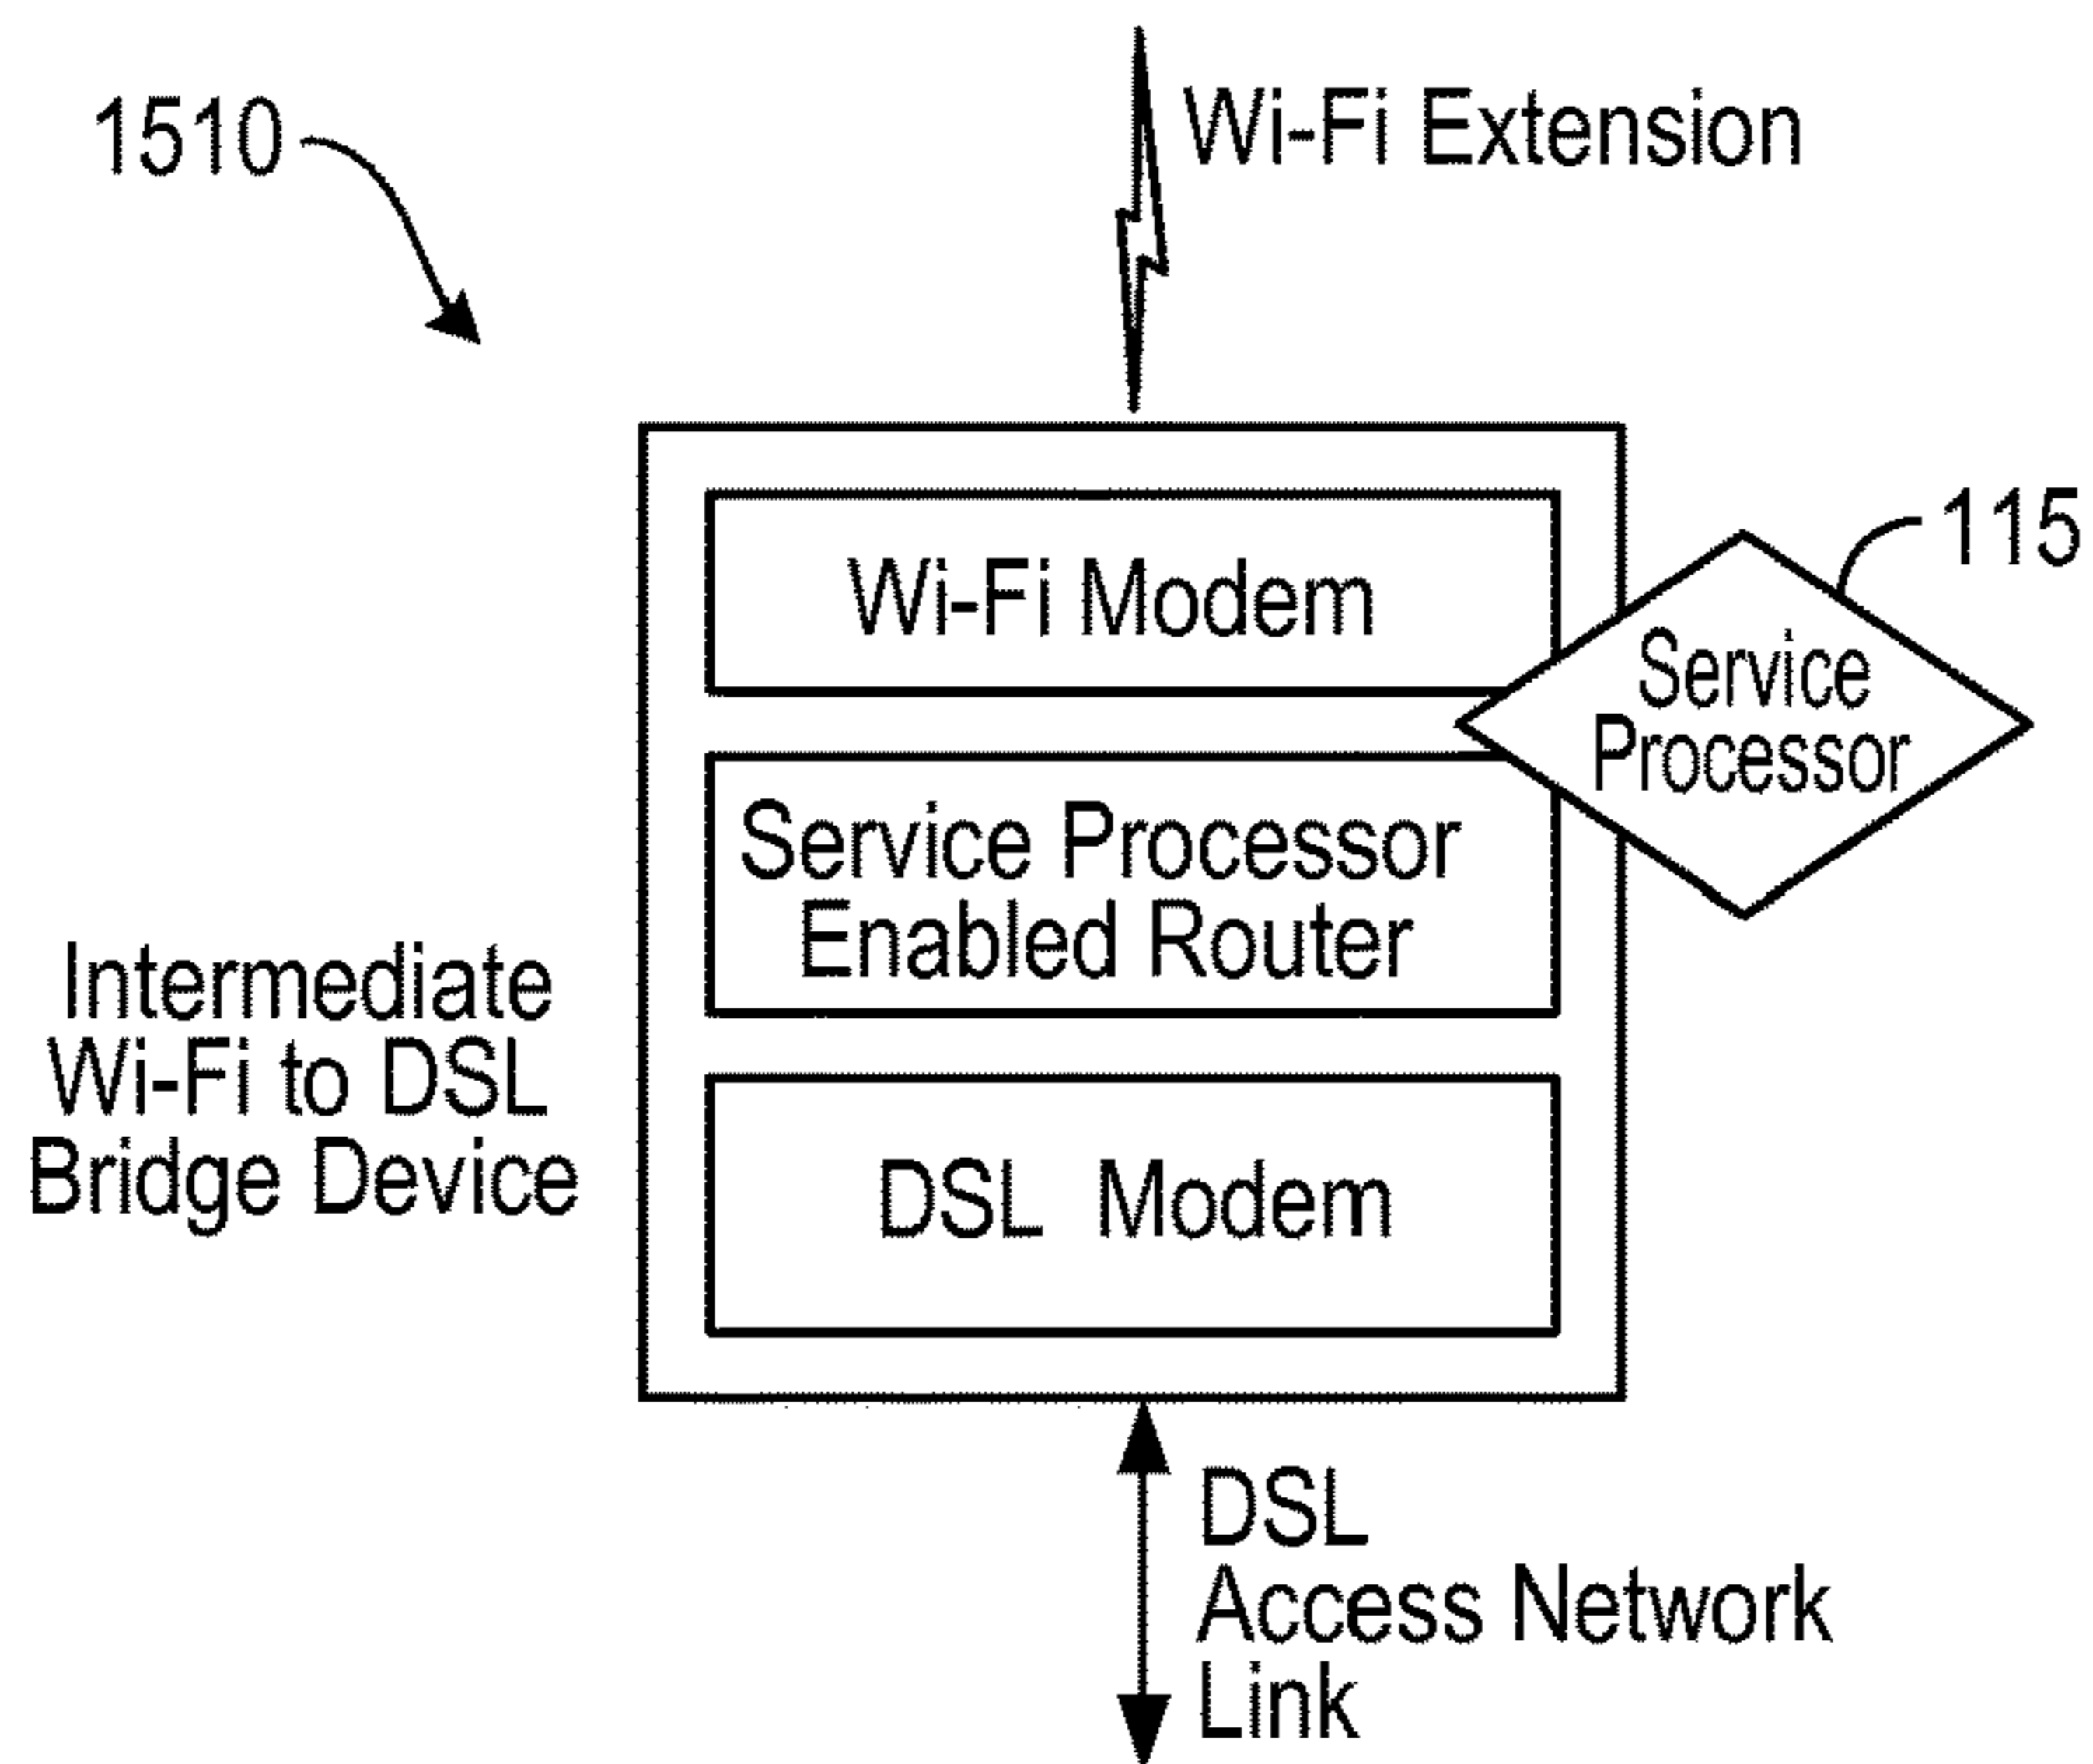 1510
Wi-Fi Extension
Wi-Fi Modem
115
Service
Processor
Service Processor
Enabled Router
Intermediate
Wi-Fi to DSL
Bridge Device
DSL Modem
DSL
Access Network
Link